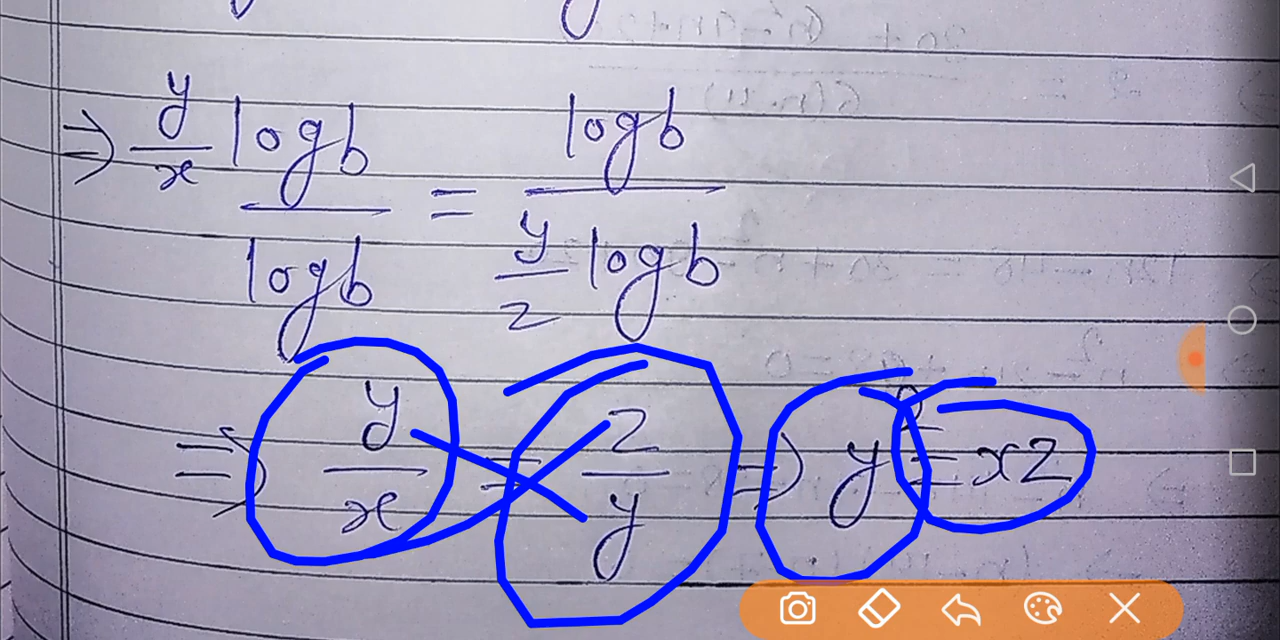 ⇒ y/x log b / log b = log b / (y/z log b)
⇒ y/x = z/y ⇒ y² = xz